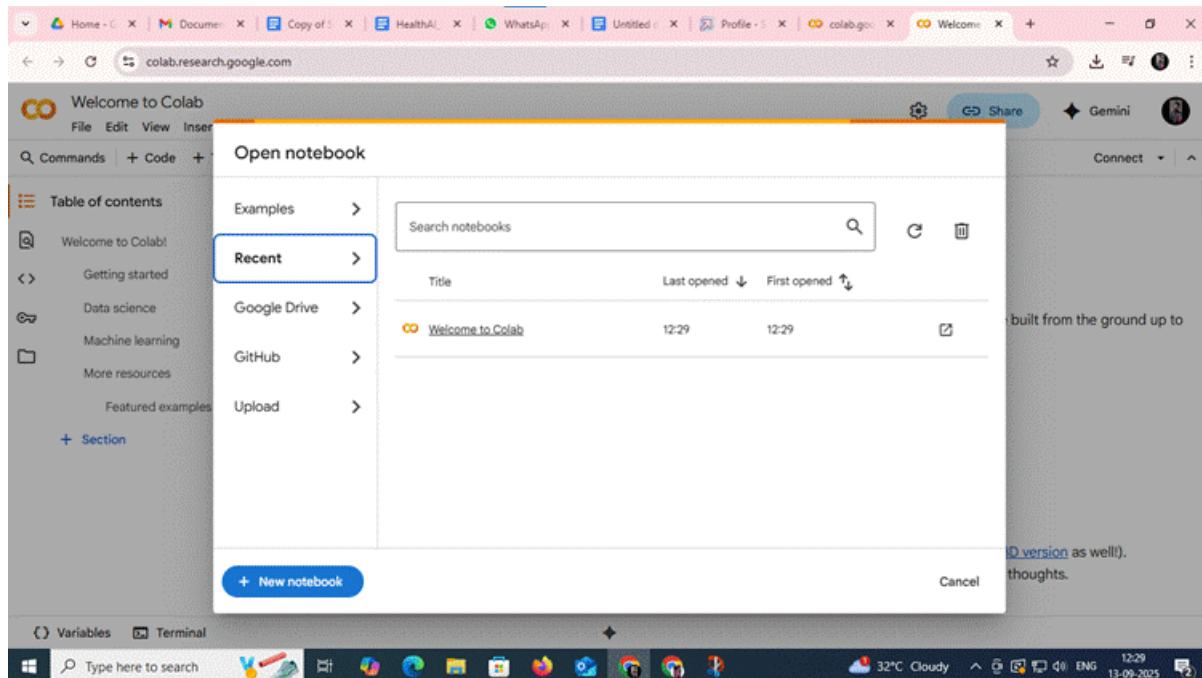 Home - C
Documen
Copy of S
HealthAI_
WhatsApp
Untitled d
Profile - S
colab.goo
Welcome
colab.research.google.com
Welcome to Colab
File Edit View Inser
Share
Gemini
Commands + Code +
Connect
Open notebook
Table of contents
Welcome to Colab!
Getting started
Data science
Machine learning
More resources
Featured examples
+ Section
Examples
Recent
Google Drive
GitHub
Upload
Search notebooks
Title Last opened First opened
Welcome to Colab 12:29 12:29
built from the ground up to
3D version as well!).
thoughts.
+ New notebook
Cancel
Variables Terminal
Type here to search
32°C Cloudy
ENG
12:29
13-09-2025